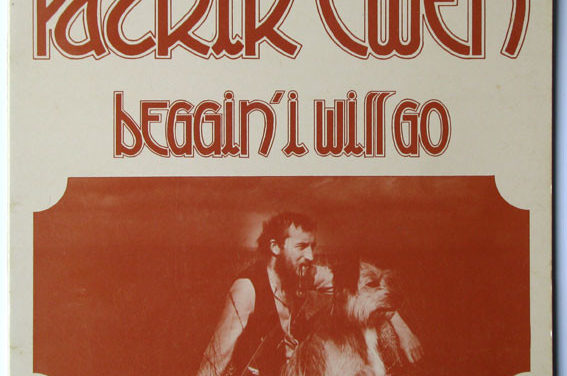 Patrik Ewen
beggin' i will go